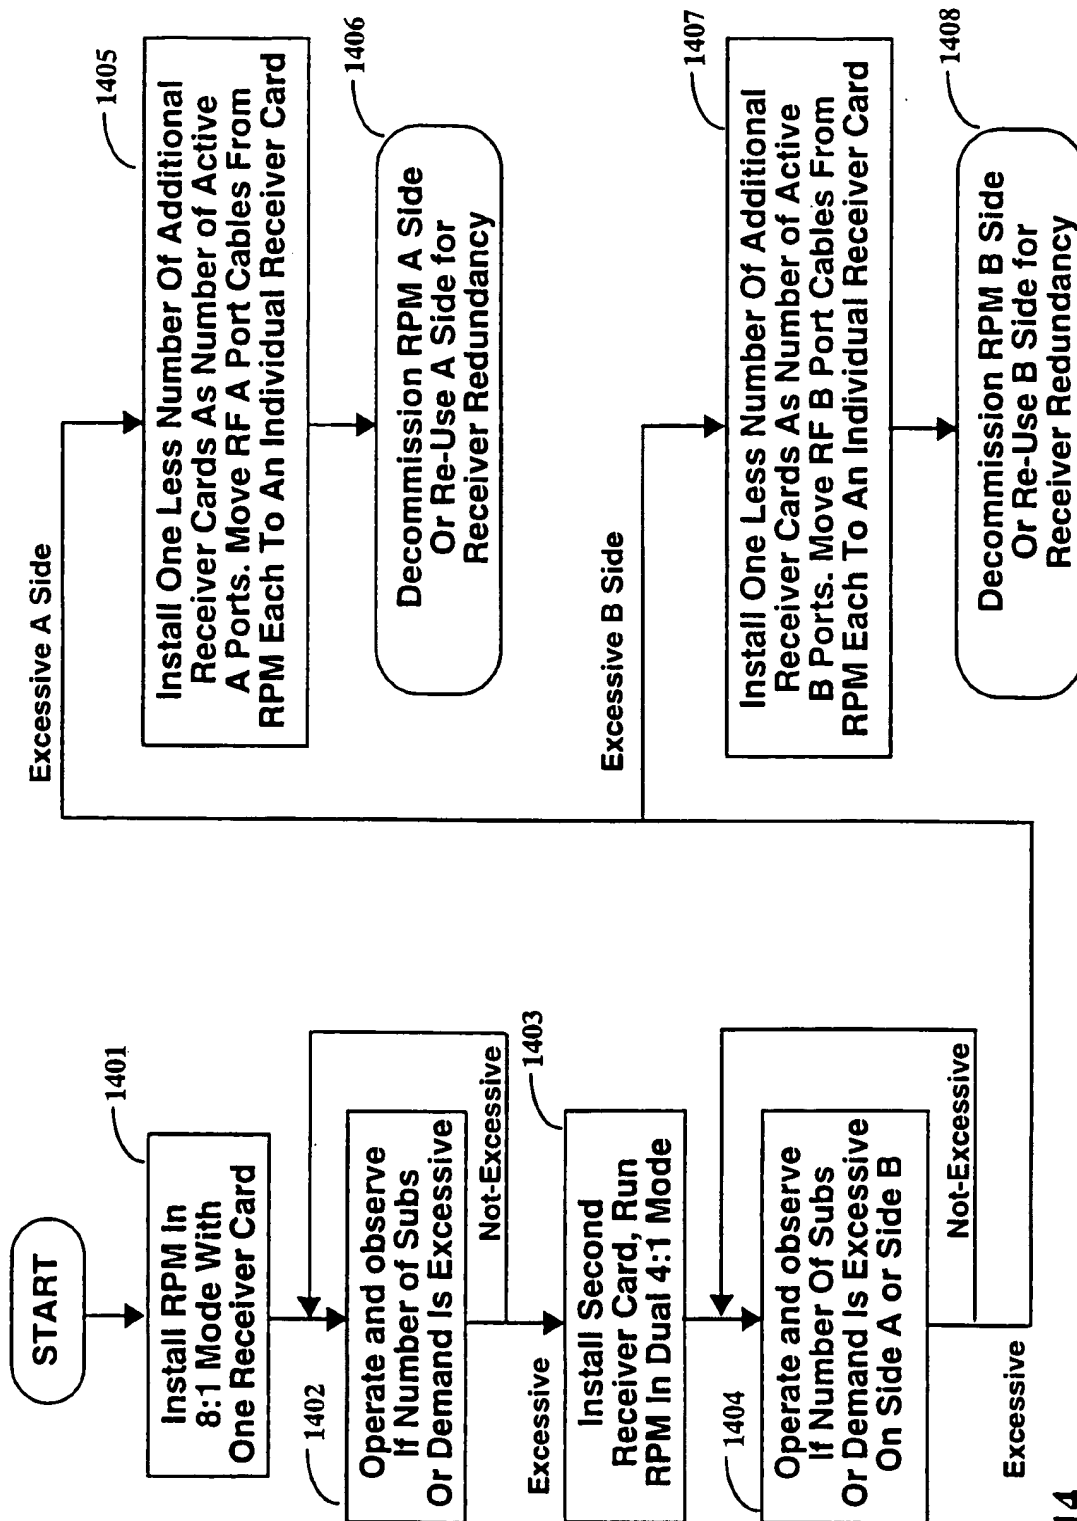 START
1401
Install RPM In
8:1 Mode With
One Receiver Card
1402
Operate and observe
If Number of Subs
Or Demand Is Excessive
Not-Excessive
Excessive
1403
Install Second
Receiver Card, Run
RPM In Dual 4:1 Mode
1404
Operate and observe
If Number Of Subs
Or Demand Is Excessive
On Side A or Side B
Not-Excessive
Excessive
Excessive A Side
1405
Install One Less Number Of Additional
Receiver Cards As Number of Active
A Ports. Move RF A Port Cables From
RPM Each To An Individual Receiver Card
1406
Decommission RPM A Side
Or Re-Use A Side for
Receiver Redundancy
Excessive B Side
1407
Install One Less Number Of Additional
Receiver Cards As Number of Active
B Ports. Move RF B Port Cables From
RPM Each To An Individual Receiver Card
1408
Decommission RPM B Side
Or Re-Use B Side for
Receiver Redundancy
14